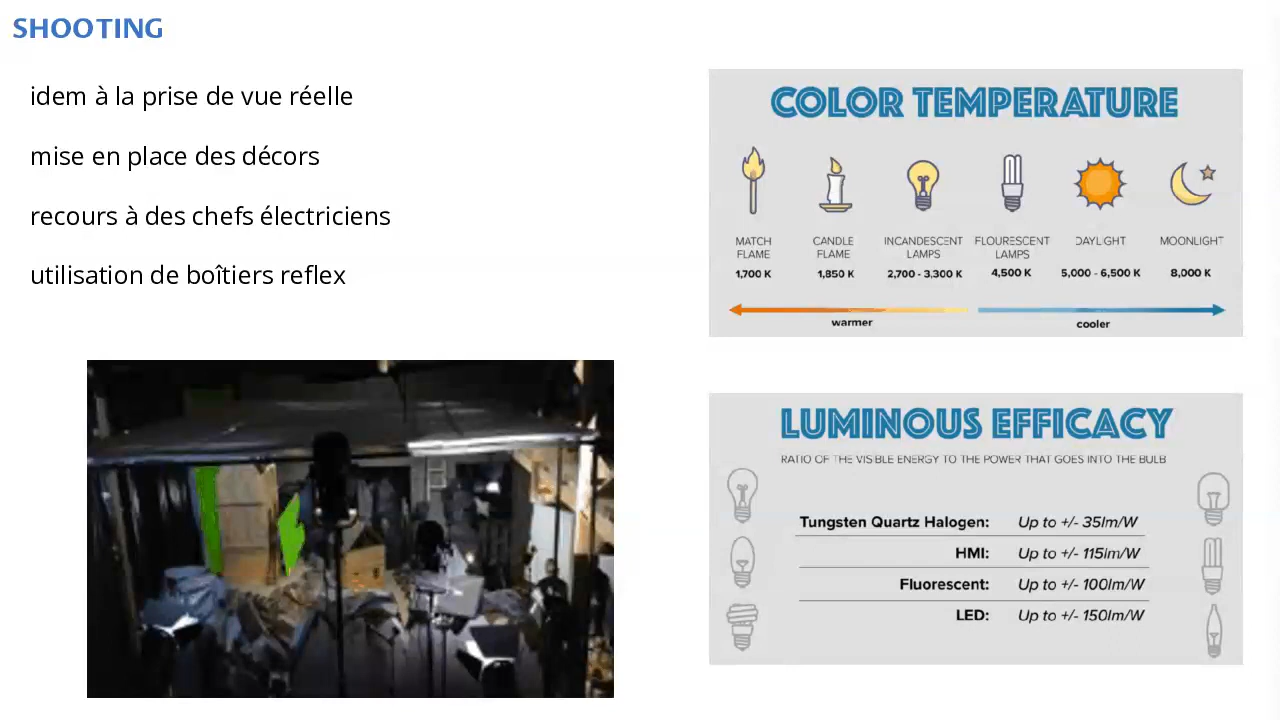 SHOOTING
idem à la prise de vue réelle
mise en place des décors
recours à des chefs électriciens
utilisation de boîtiers reflex
COLOR TEMPERATURE
MATCH FLAME
1,700 K
CANDLE FLAME
1,850 K
INCANDESCENT LAMPS
2,700 - 3,300 K
FLOURESCENT LAMPS
4,500 K
DAYLIGHT
5,000 - 6,500 K
MOONLIGHT
8,000 K
warmer
cooler
LUMINOUS EFFICACY
RATIO OF THE VISIBLE ENERGY TO THE POWER THAT GOES INTO THE BULB
Tungsten Quartz Halogen: Up to +/- 35lm/W
HMI: Up to +/- 115lm/W
Fluorescent: Up to +/- 100lm/W
LED: Up to +/- 150lm/W